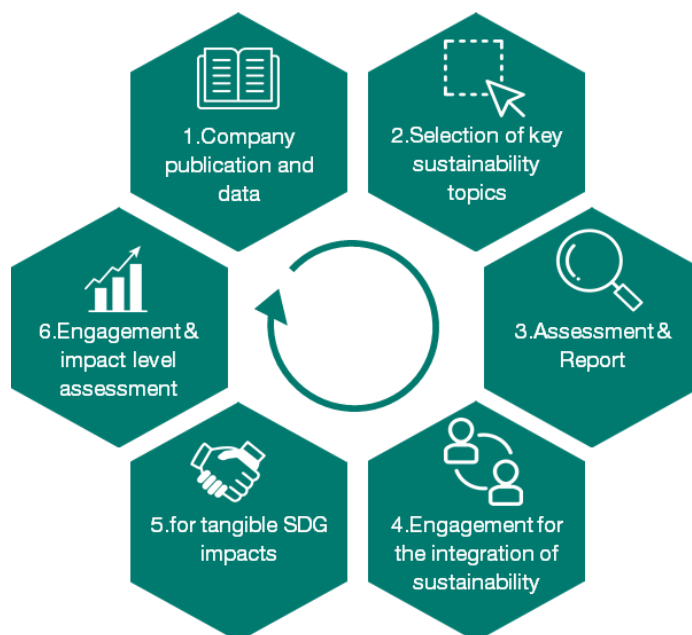 1.Company
publication and
data
2.Selection of key
sustainability
topics
3.Assessment &
Report
4.Engagement for
the integration of
sustainability
5.for tangible SDG
impacts
6.Engagement &
impact level
assessment